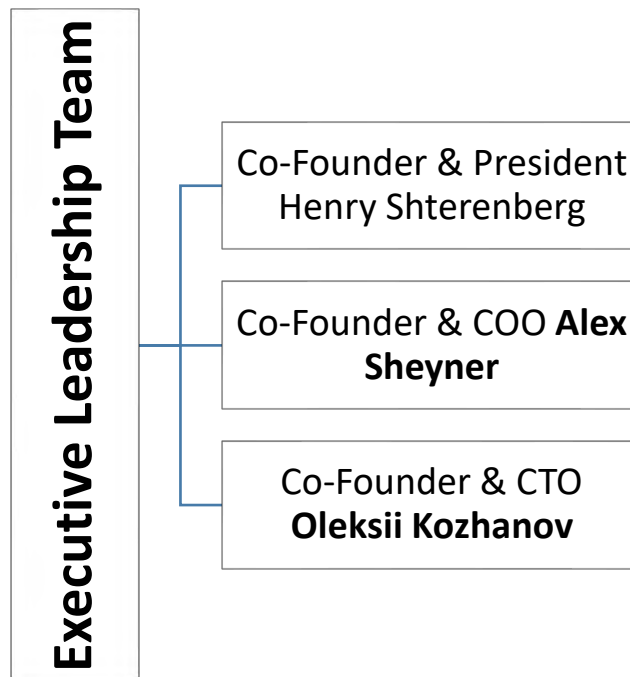 Executive Leadership Team
Co-Founder & President
Henry Shterenberg
Co-Founder & COO Alex
Sheyner
Co-Founder & CTO
Oleksii Kozhanov